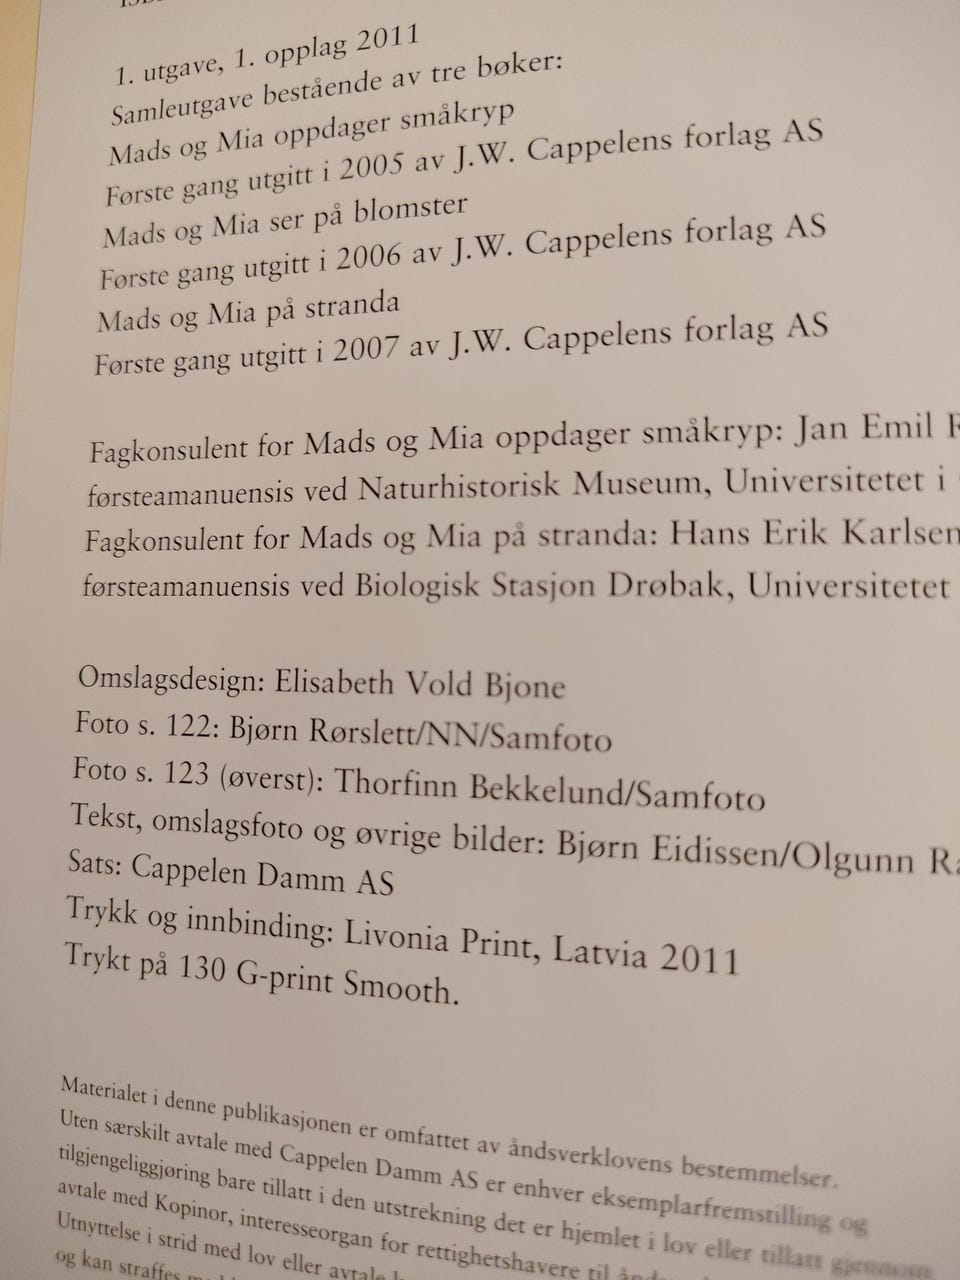 1. utgave, 1. opplag 2011
Samleutgave bestående av tre bøker:
Mads og Mia oppdager småkryp
Første gang utgitt i 2005 av J.W. Cappelens forlag AS
Mads og Mia ser på blomster
Første gang utgitt i 2006 av J.W. Cappelens forlag AS
Mads og Mia på stranda
Første gang utgitt i 2007 av J.W. Cappelens forlag AS
Fagkonsulent for Mads og Mia oppdager småkryp: Jan Emil
førsteamanuensis ved Naturhistorisk Museum, Universitetet i
Fagkonsulent for Mads og Mia på stranda: Hans Erik Karlsen
førsteamanuensis ved Biologisk Stasjon Drøbak, Universitetet
Omslagsdesign: Elisabeth Vold Bjone
Foto s. 122: Bjørn Rørslett/NN/Samfoto
Foto s. 123 (øverst): Thorfinn Bekkelund/Samfoto
Tekst, omslagsfoto og øvrige bilder: Bjørn Eidissen/Olgunn
Sats: Cappelen Damm AS
Trykk og innbinding: Livonia Print, Latvia 2011
Trykt på 130 G-print Smooth.
Materialet i denne publikasjonen er omfattet av åndsverklovens bestemmelser.
Uten særskilt avtale med Cappelen Damm AS er enhver eksemplarfremstilling og
tilgjengeliggjøring bare tillatt i den utstrekning det er hjemlet i lov eller tillatt gjennom
avtale med Kopinor, interesseorgan for rettighetshavere til
Utnyttelse i strid med lov eller avtale
og kan straffes